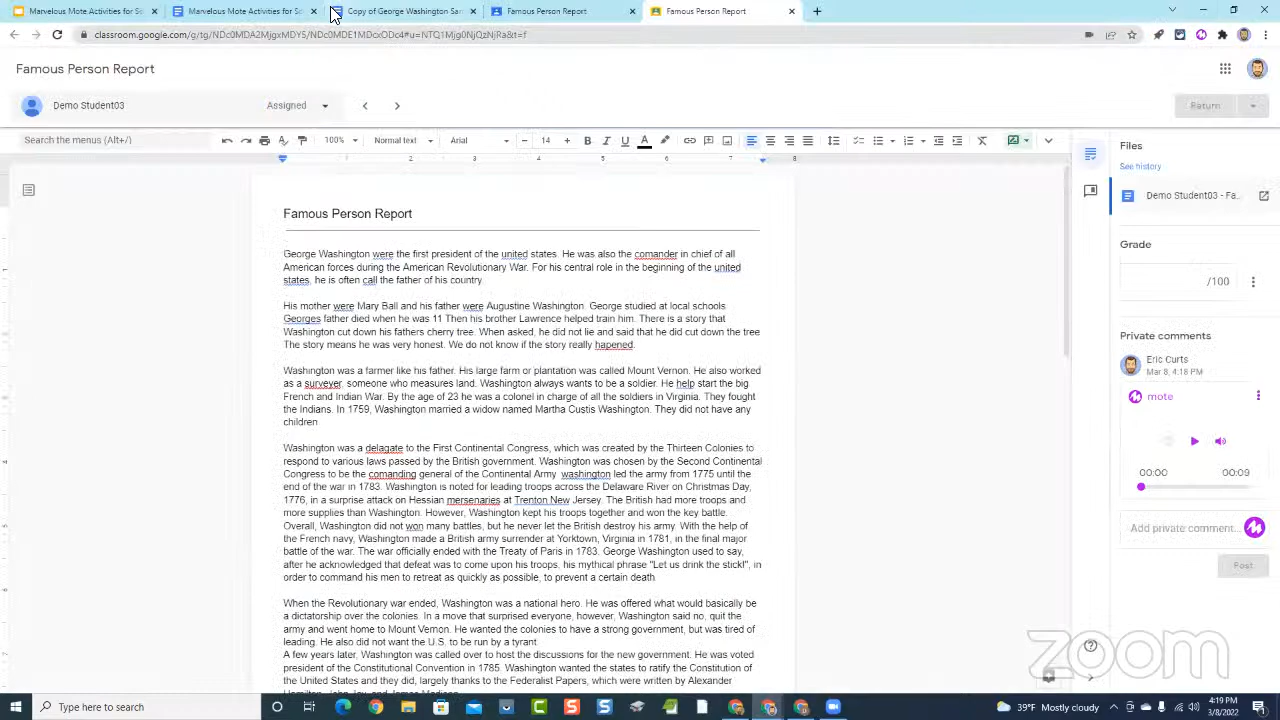 Marvelous Mote Activities for S
Marvelous Mote Activities for S
Copy of George Washington Sa
Famous Person Report
Famous Person Report
classroom.google.com/g/tg/
Famous Person Report
Demo Student03
Assigned
Return
Search the menus (Alt+/)
100%
Normal text
Arial
14
1 2 3 4 5 6 7 8
Files
See history
Demo Student03 - Fa...
Grade
/100
Private comments
Eric Curts
Mar 8, 4:18 PM
mote
00:00
00:09
Add private comment...
Post
Famous Person Report
George Washington were the first president of the united states. He was also the comander in chief of all
American forces during the American Revolutionary War. For his central role in the beginning of the united
states, he is often call the father of his country.
His mother were Mary Ball and his father were Augustine Washington. George studied at local schools.
Georges father died when he was 11 Then his brother Lawrence helped train him. There is a story that
Washington cut down his fathers cherry tree. When asked, he did not lie and said that he did cut down the tree
The story means he was very honest. We do not know if the story really hapened.
Washington was a farmer like his father. His large farm or plantation was called Mount Vernon. He also worked
as a surveyer, someone who measures land. Washington always wants to be a soldier. He help start the big
French and Indian War. By the age of 23 he was a colonel in charge of all the soldiers in Virginia. They fought
the Indians. In 1759, Washington married a widow named Martha Custis Washington. They did not have any
children
Washington was a delagate to the First Continental Congress, which was created by the Thirteen Colonies to
respond to various laws passed by the British government. Washington was chosen by the Second Continental
Congress to be the comanding general of the Continental Army washington led the army from 1775 until the
end of the war in 1783. Washington is noted for leading troops across the Delaware River on Christmas Day,
1776, in a surprise attack on Hessian mersenaries at Trenton New Jersey. The British had more troops and
more supplies than Washington. However, Washington kept his troops together and won the key battle.
Overall, Washington did not won many battles, but he never let the British destroy his army. With the help of
the French navy, Washington made a British army surrender at Yorktown, Virginia in 1781, in the final major
battle of the war. The war officially ended with the Treaty of Paris in 1783. George Washington used to say,
after he acknowledged that defeat was to come upon his troops, his mythical phrase "Let us drink the stick!", in
order to command his men to retreat as quickly as possible, to prevent a certain death.
When the Revolutionary war ended, Washington was a national hero. He was offered what would basically be
a dictatorship over the colonies. In a move that surprised everyone, however, Washington said no, quit the
army and went home to Mount Vernon. He wanted the colonies to have a strong government, but was tired of
leading. He also did not want the U.S. to be run by a tyrant
A few years later, Washington was called over to host the discussions for the new government. He was voted
president of the Constitutional Convention in 1785. Washington wanted the states to ratify the Constitution of
the United States and they did, largely thanks to the Federalist Papers, which were written by Alexander
Hamilton, John Jay, and James Madison.
zoom
Type here to search
39°F Mostly cloudy
4:19 PM
3/8/2022